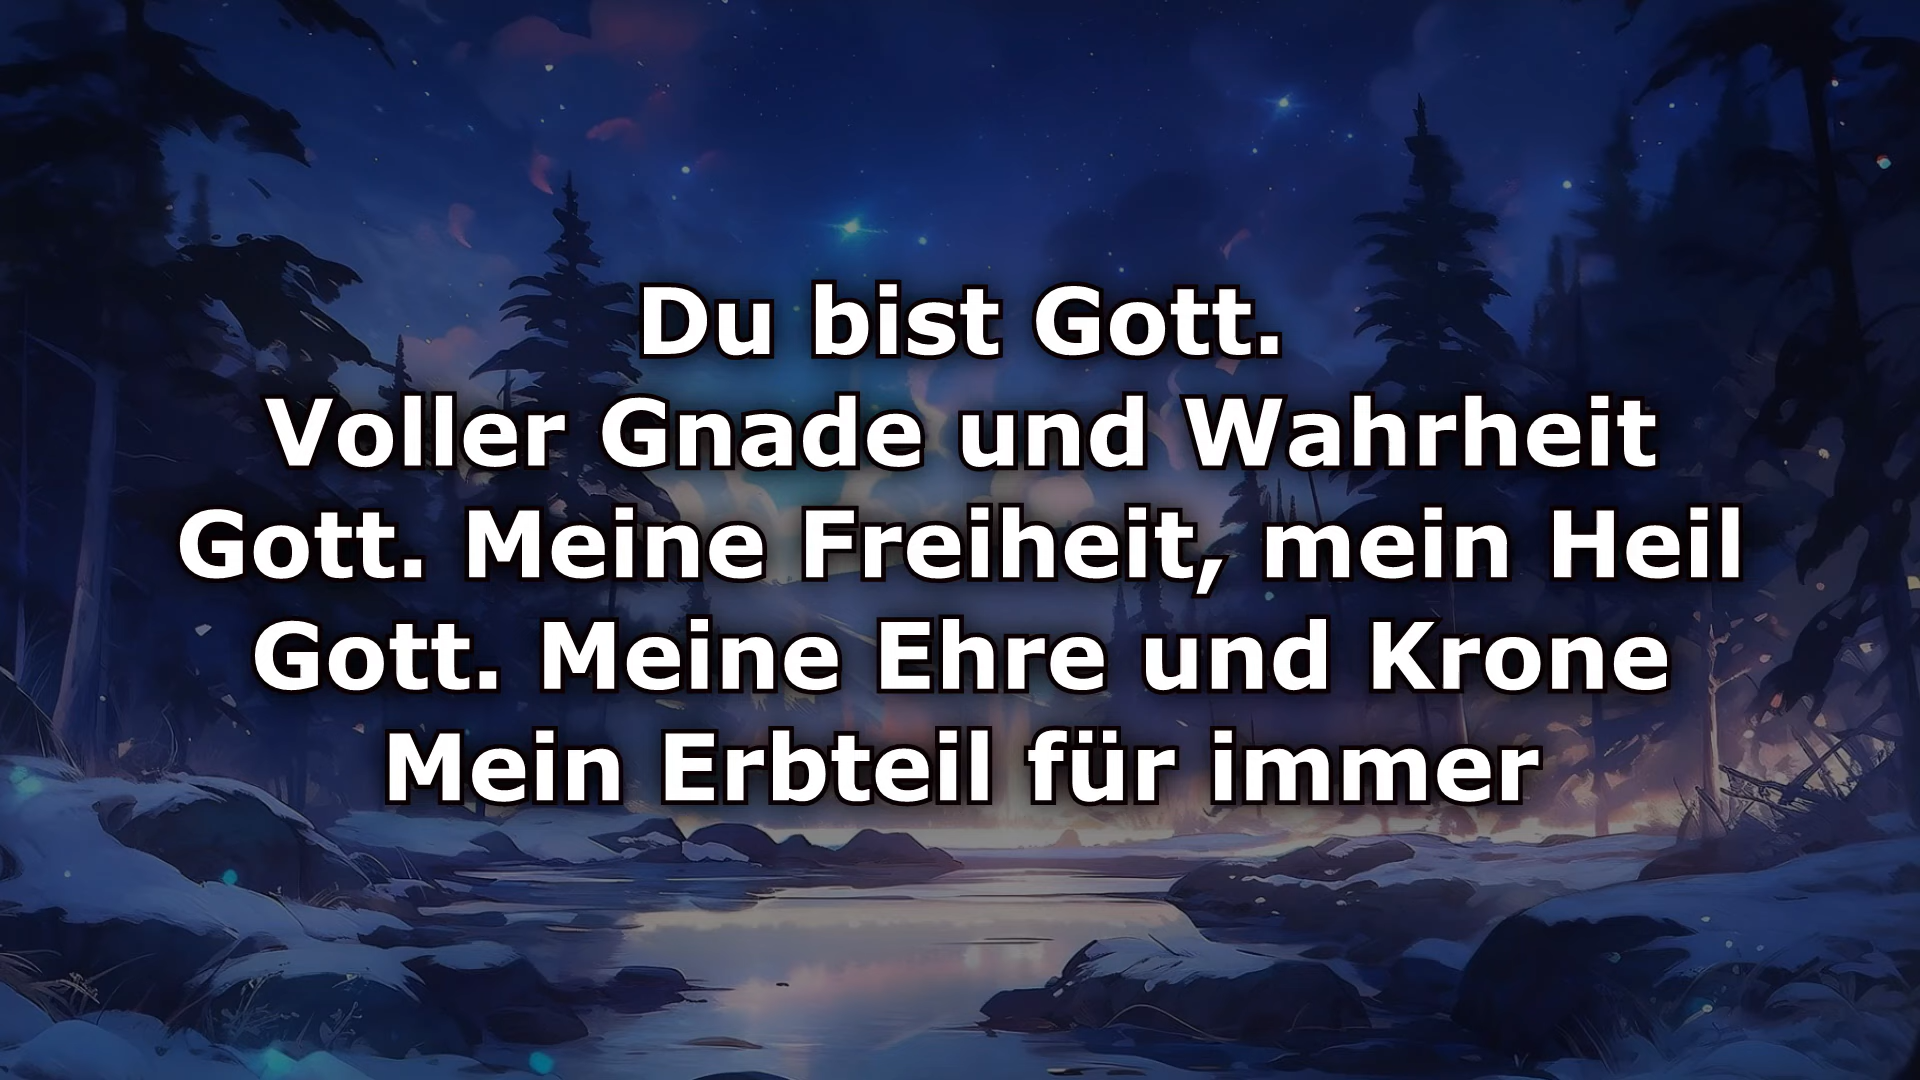 Du bist Gott.
Voller Gnade und Wahrheit
Gott. Meine Freiheit, mein Heil
Gott. Meine Ehre und Krone
Mein Erbteil für immer